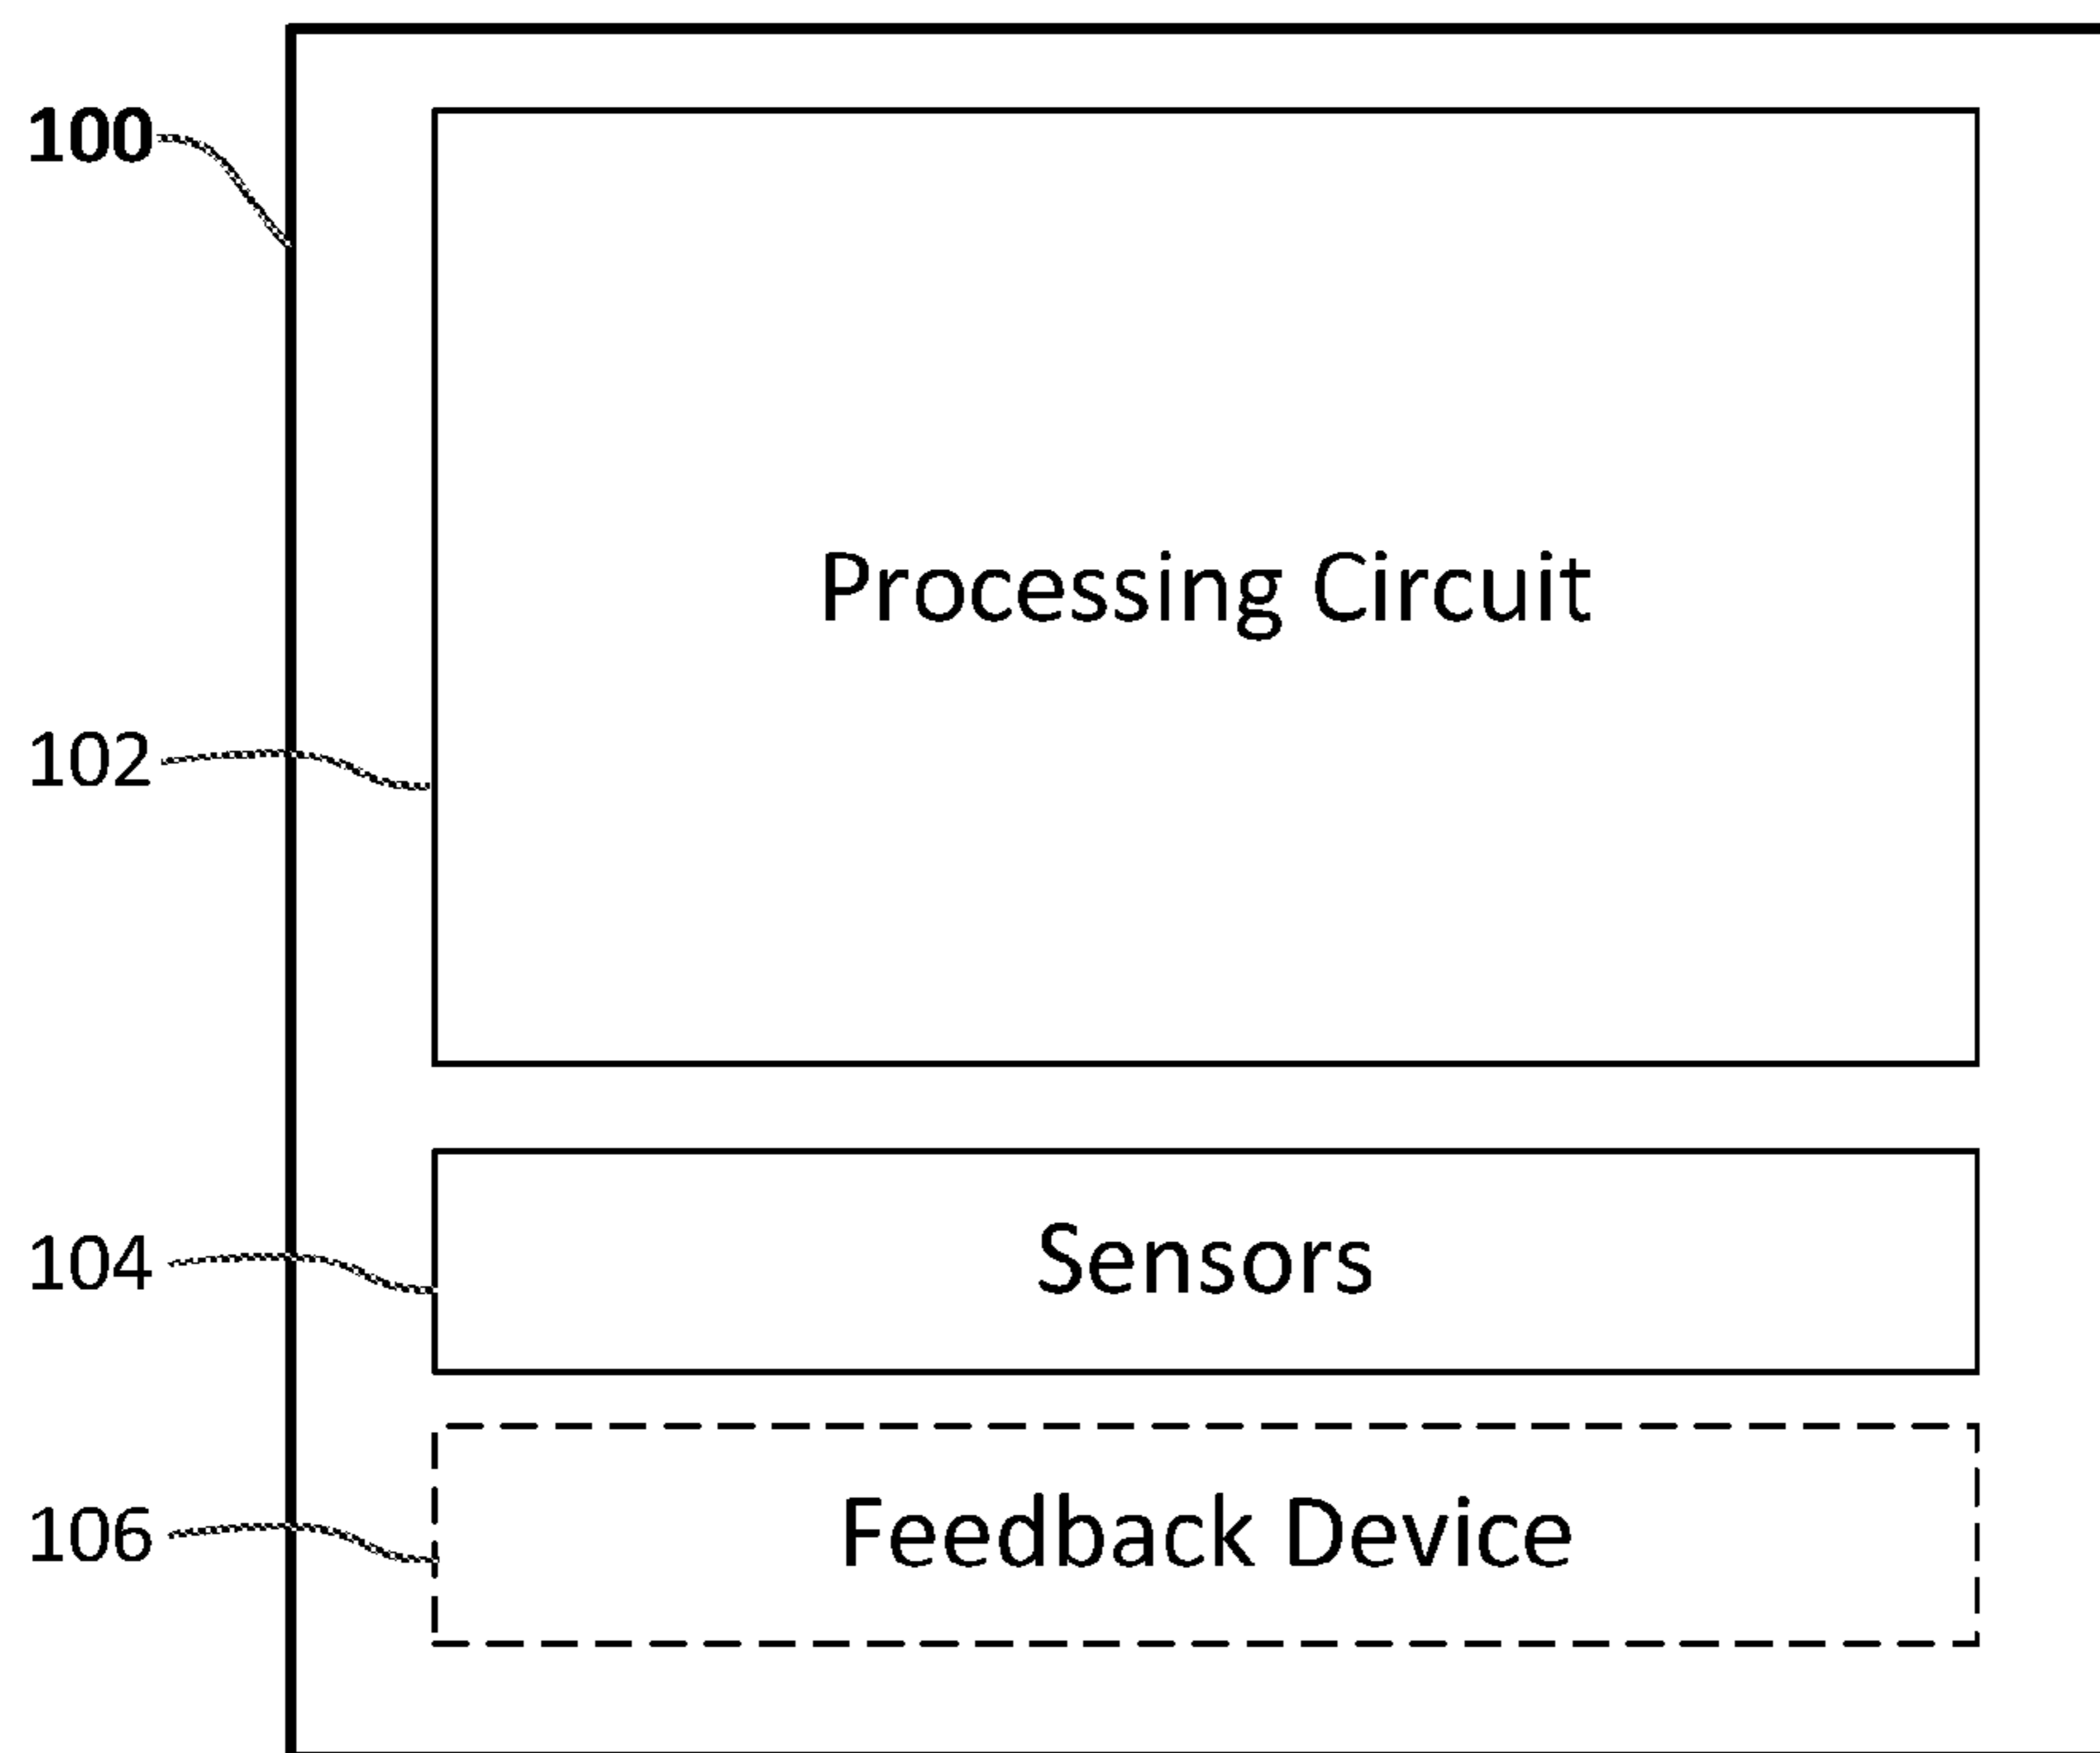 100
Processing Circuit
102
104
Sensors
106
Feedback Device